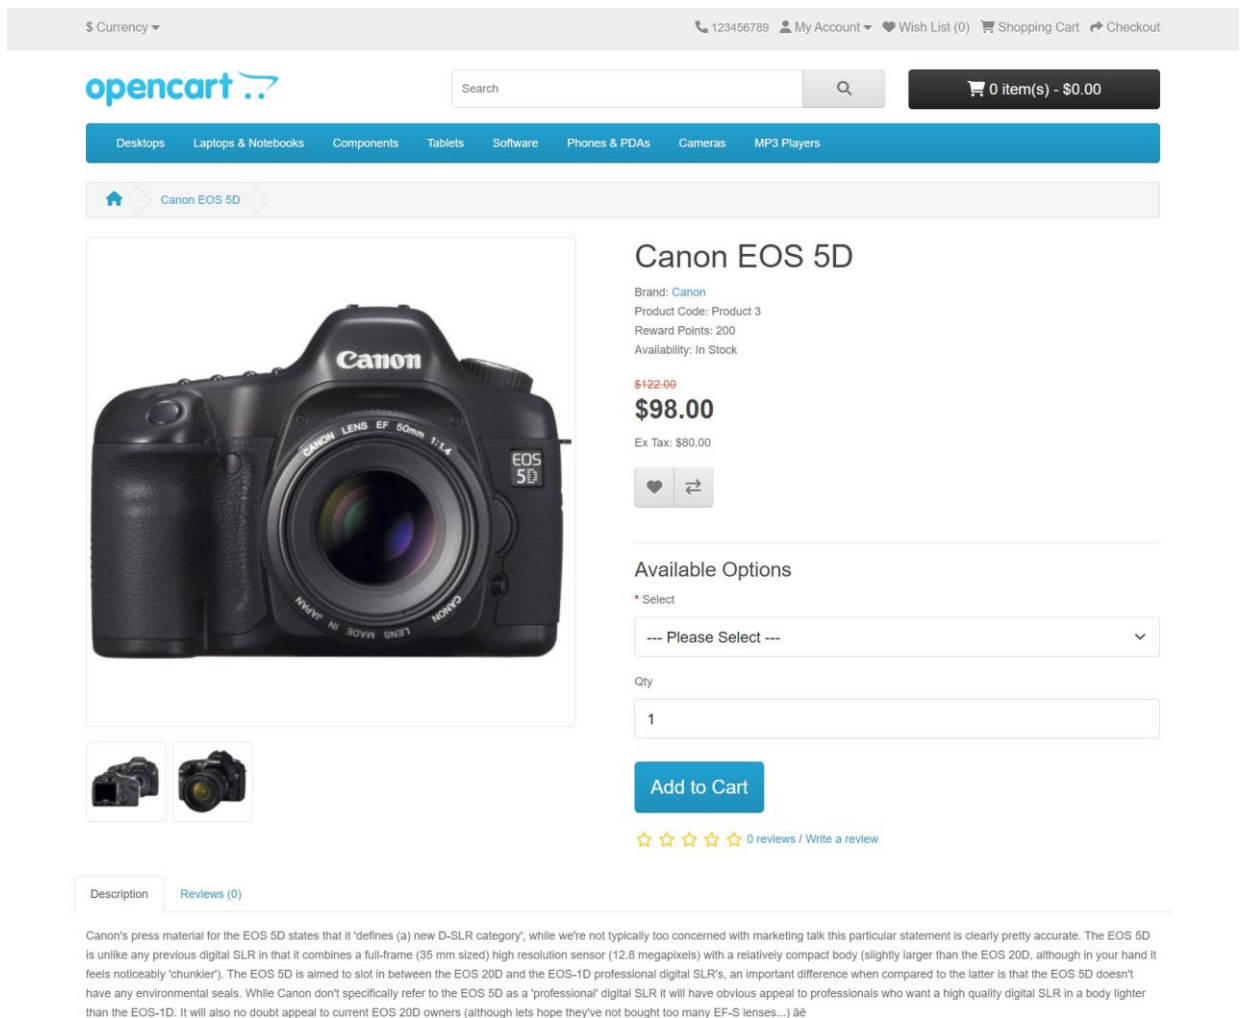 $ Currency
123456789 My Account Wish List (0) Shopping Cart Checkout
opencart
Search
0 item(s) - $0.00
Desktops Laptops & Notebooks Components Tablets Software Phones & PDAs Cameras MP3 Players
Canon EOS 5D
Canon
CANON LENS EF 50mm 1:1.4
EOS
5D
CANON LENS MADE IN JAPAN
Canon EOS 5D
Brand: Canon
Product Code: Product 3
Reward Points: 200
Availability: In Stock
$122.00
$98.00
Ex Tax: $80.00
Available Options
* Select
--- Please Select ---
Qty
1
Add to Cart
0 reviews / Write a review
Description Reviews (0)
Canon's press material for the EOS 5D states that it 'defines (a) new D-SLR category', while we're not typically too concerned with marketing talk this particular statement is clearly pretty accurate. The EOS 5D
is unlike any previous digital SLR in that it combines a full-frame (35 mm sized) high resolution sensor (12.8 megapixels) with a relatively compact body (slightly larger than the EOS 20D, although in your hand it
feels noticeably 'chunkier'). The EOS 5D is aimed to slot in between the EOS 20D and the EOS-1D professional digital SLR's, an important difference when compared to the latter is that the EOS 5D doesn't
have any environmental seals. While Canon don't specifically refer to the EOS 5D as a 'professional' digital SLR it will have obvious appeal to professionals who want a high quality digital SLR in a body lighter
than the EOS-1D. It will also no doubt appeal to current EOS 20D owners (although lets hope they've not bought too many EF-S lenses...) äë